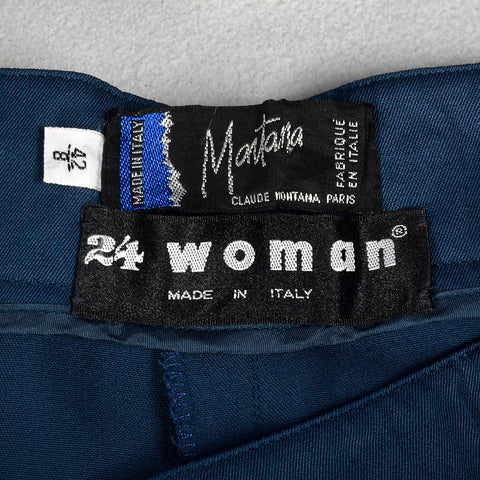 42
8
MADE IN ITALY
Montana
CLAUDE MONTANA PARIS
FABRIQUÉ
EN ITALIE
24 woman®
MADE IN ITALY